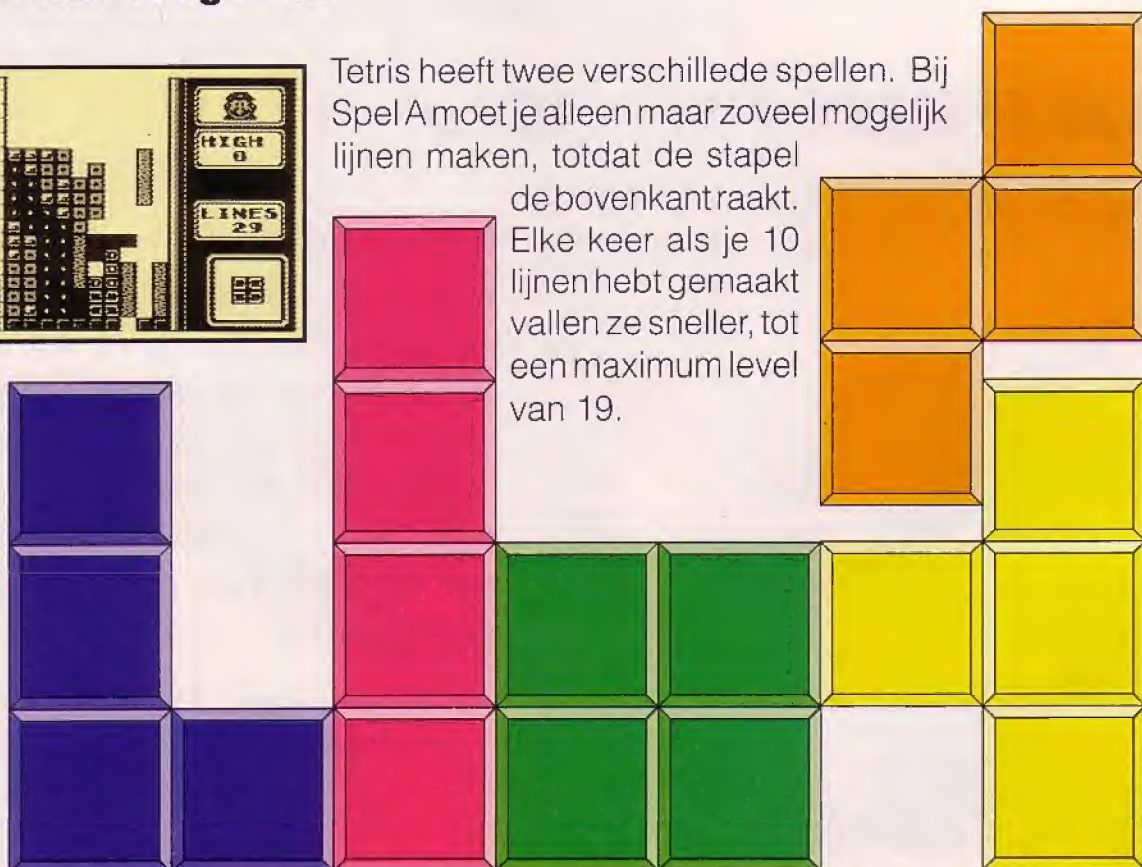 Tetris heeft twee verschillede spellen. Bij
Spel A moet je alleen maar zoveel mogelijk
lijnen maken, totdat de stapel
de bovenkant raakt.
Elke keer als je 10
lijnen hebt gemaakt
vallen ze sneller, tot
een maximum level
van 19.
HIGH
0
LINES
29